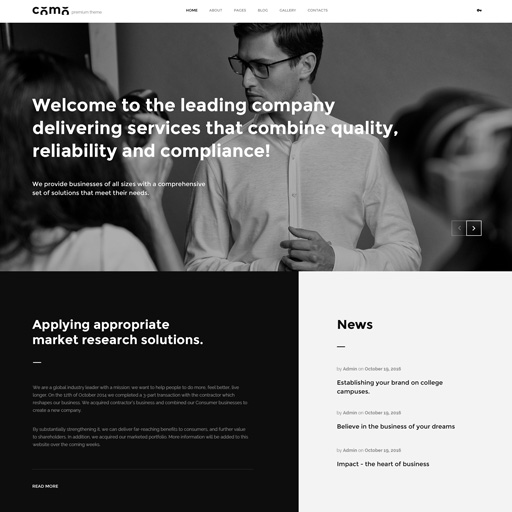 como premium theme
HOME ABOUT PAGES BLOG GALLERY CONTACTS
Welcome to the leading company
delivering services that combine quality,
reliability and compliance!
We provide businesses of all sizes with a comprehensive
set of solutions that meet their needs.
Applying appropriate
market research solutions.
We are a global industry leader with a mission: we want to help people to do more, feel better, live
longer. On the 12th of October 2014 we completed a 3-part transaction with the contractor which
reshapes our business. We acquired contractor's business and combined our Consumer businesses to
create a new company.
By substantially strengthening it, we can deliver far reaching benefits to consumers, and further value
to shareholders. In addition, we acquired our marketed portfolio. More information will be added to this
website over the coming weeks.
READ MORE
News
by Admin on October 19, 2016
Establishing your brand on college
campuses.
by Admin on October 19, 2016
Believe in the business of your dreams
by Admin on October 19, 2016
Impact - the heart of business